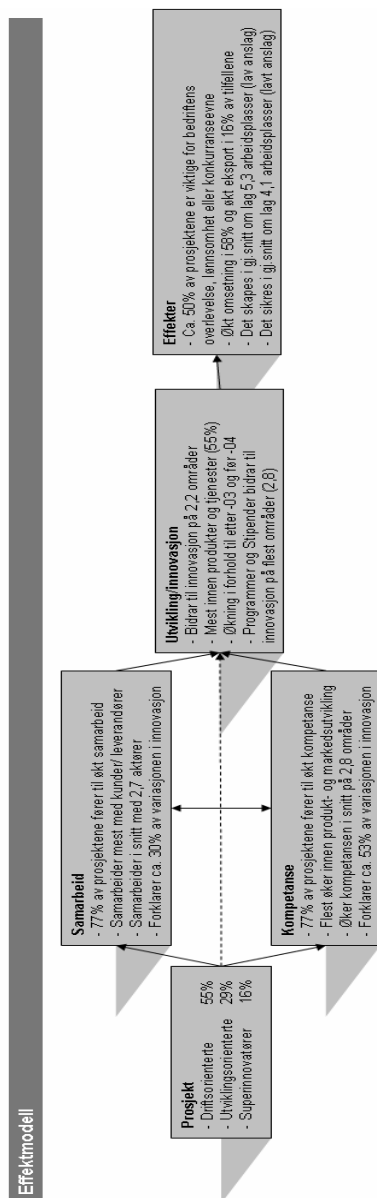 Effektmodell
Prosjekt
- Driftsorienterte 55%
- Utviklingsorienterte 29%
- Superinnovatører 16%
Samarbeid
- 77% av prosjektene fører til økt samarbeid
- Samarbeider mest med kunder/ leverandører
- Samarbeider i snitt med 2,7 aktører
- Forklarer ca. 30% av variasjonen i innovasjon
Kompetanse
- 77% av prosjektene fører til økt kompetanse
- Flest øker innen produkt- og markedsutvikling
- Øker kompetansen i snitt på 2,8 områder
- Forklarer ca. 53% av variasjonen i innovasjon
Utvikling/innovasjon
- Bidrar til innovasjon på 2,2 områder
- Mest innen produkter og tjenester (55%)
- Økning i forhold til etter -03 og før -04
- Programmer og Stipender bidrar til
innovasjon på flest områder (2,8)
Effekter
- Ca. 50% av prosjektene er viktige for bedriftens
overlevelse, lønnsomhet eller konkurranseevne
- Økt omsetning i 58% og økt eksport i 16% av tilfellene
- Det skapes i gj.snitt om lag 5,3 arbeidsplasser (lav anslag)
- Det sikres i gj.snitt om lag 4,1 arbeidsplasser (lavt anslag)